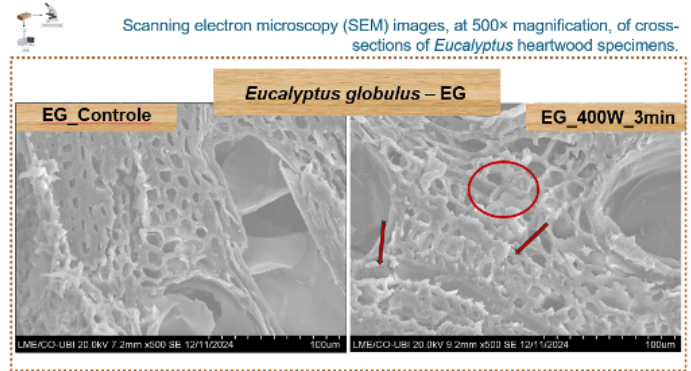 Scanning electron microscopy (SEM) images, at 500× magnification, of cross-
sections of Eucalyptus heartwood specimens.
Eucalyptus globulus – EG
EG_Controle
EG_400W_3min
LME/CO-UBI 20.0kV 7.2mm x500 SE 12/11/2024 100um
LME/CO-UBI 20.0kV 9.2mm x500 SE 12/11/2024 100um